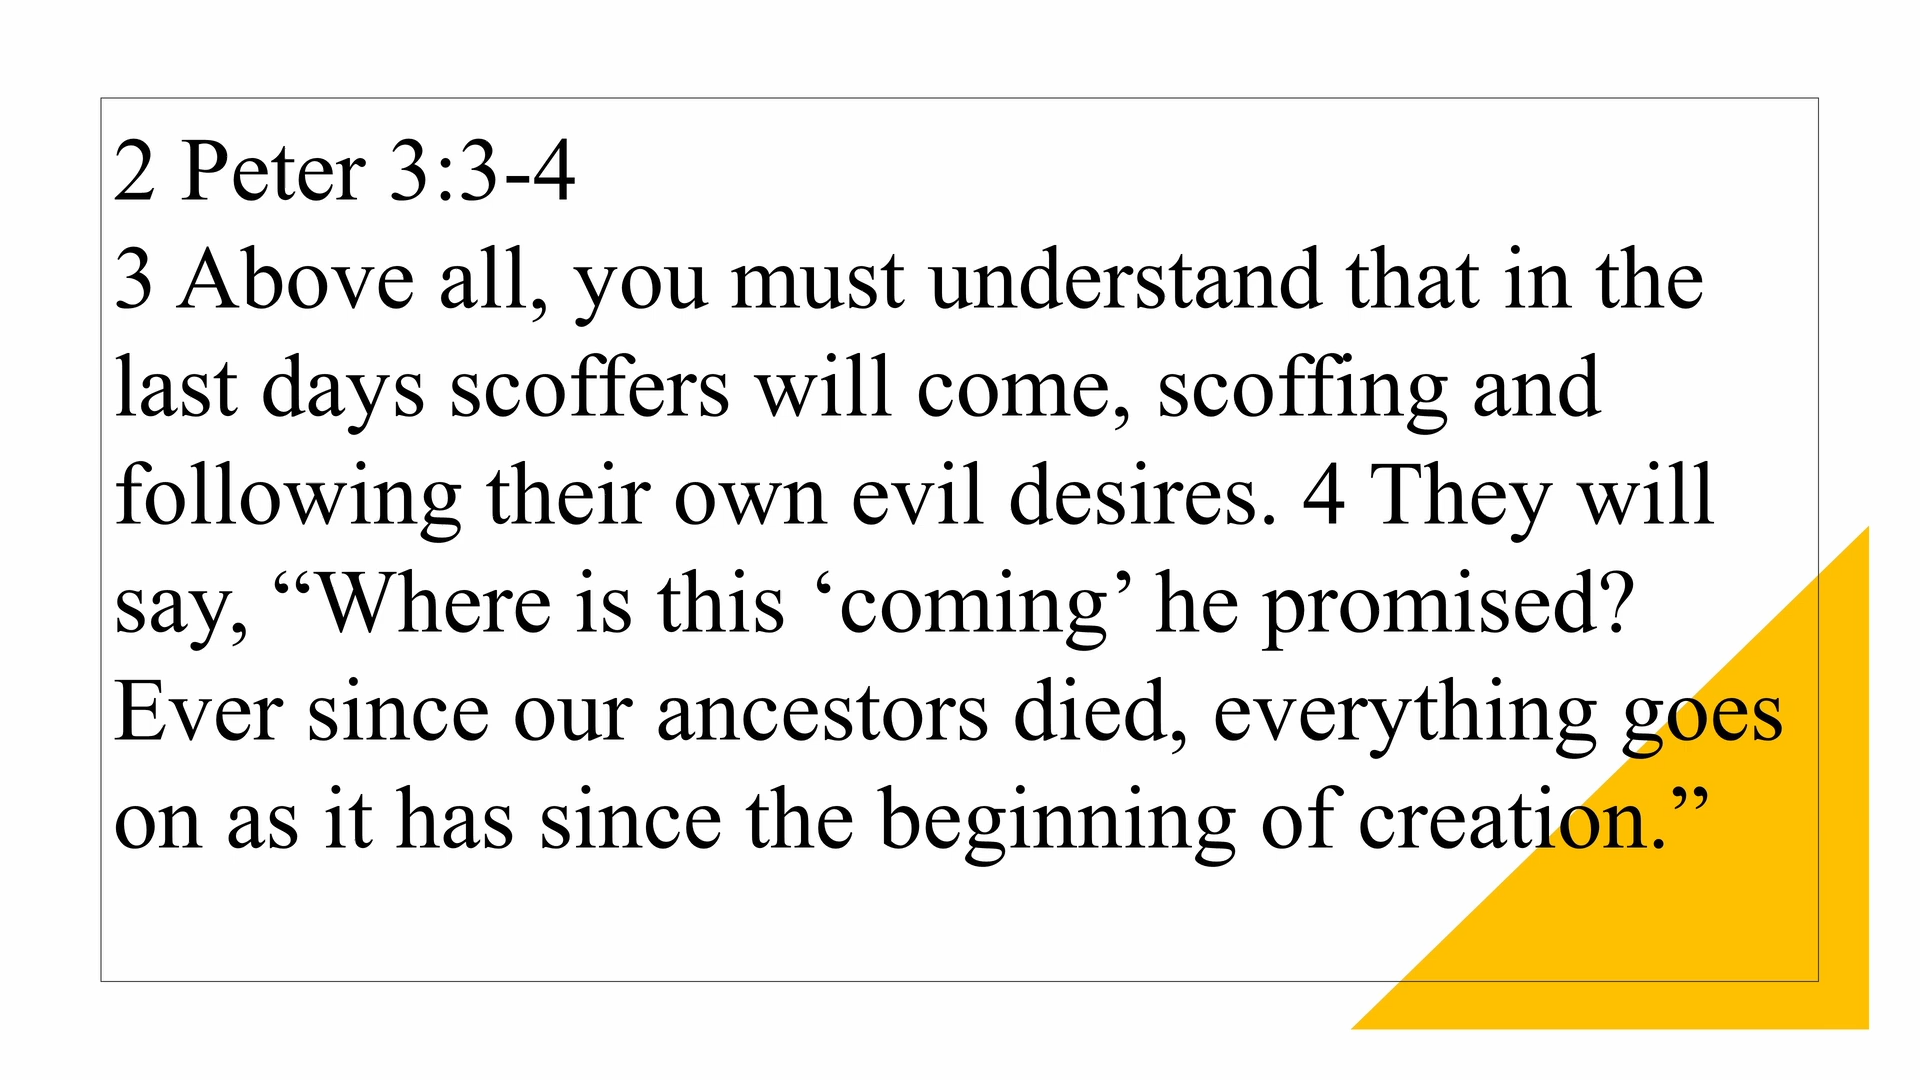 2 Peter 3:3-4
3 Above all, you must understand that in the
last days scoffers will come, scoffing and
following their own evil desires. 4 They will
say, “Where is this ‘coming’ he promised?
Ever since our ancestors died, everything goes
on as it has since the beginning of creation.”